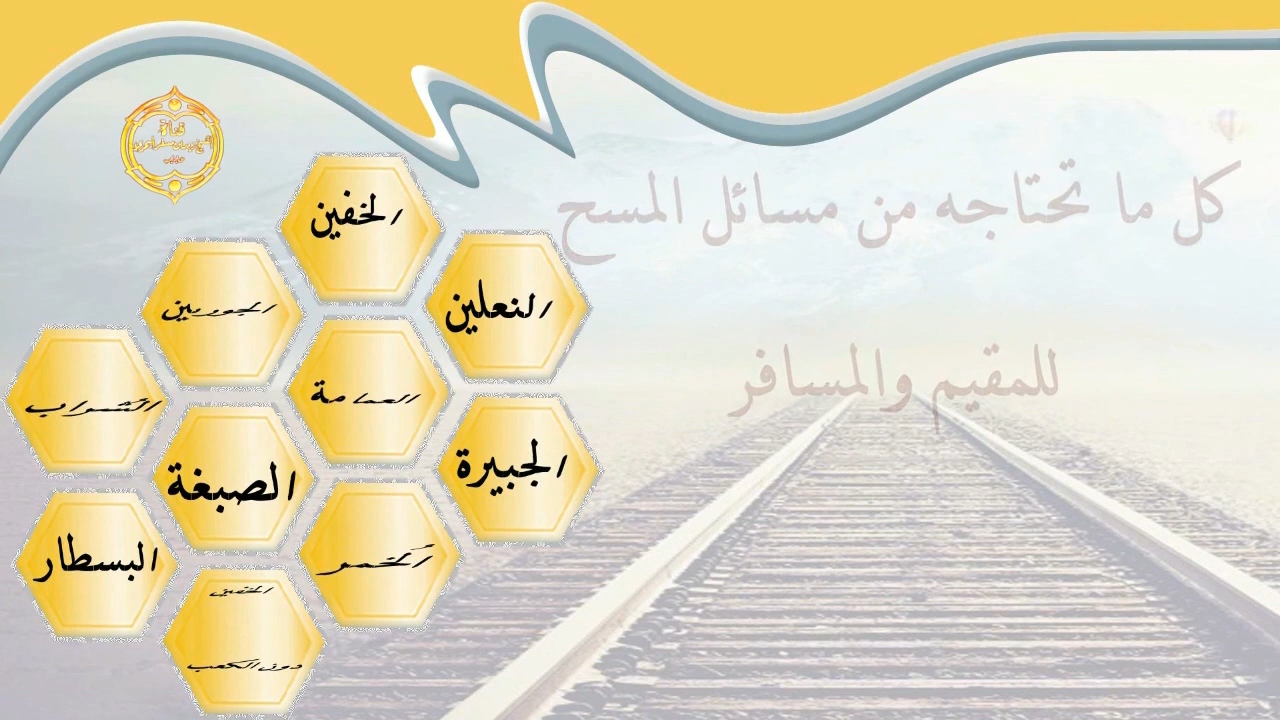 كل ما تحتاجه من مسائل المسح
للمقيم والمسافر
الخفين
النعلين
الجوربين
العمامة
الشراب
الجبيرة
الصبغة
الخمر
البسطار
الخفين
دون الكعب
قناة